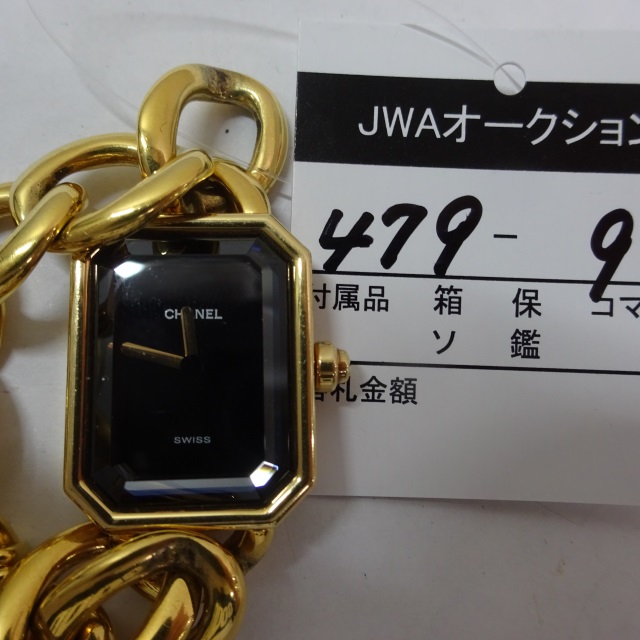 CHANEL
SWISS
JWAオークション
479-9
付属品 箱 保 コマ
ソ 鑑
札金額